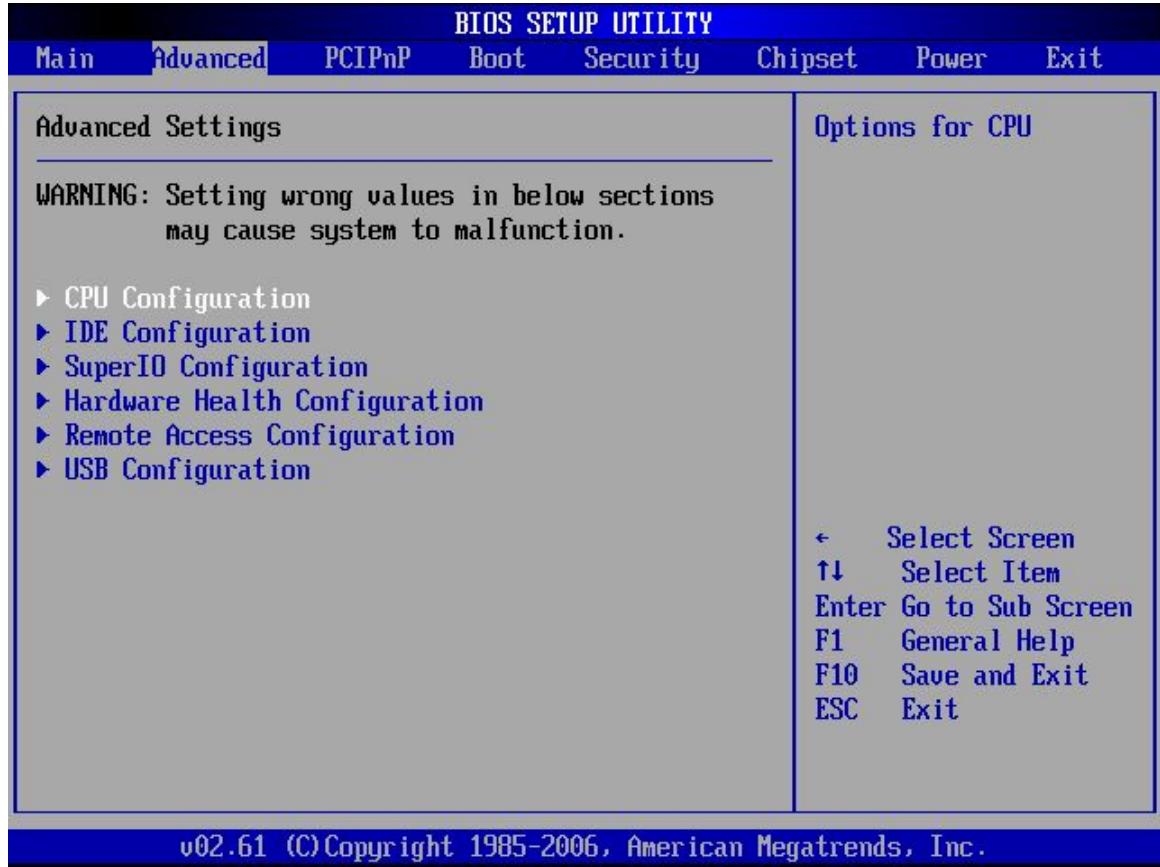 BIOS SETUP UTILITY
Main Advanced PCIPnP Boot Security Chipset Power Exit
Advanced Settings
WARNING: Setting wrong values in below sections
may cause system to malfunction.
▶ CPU Configuration
▶ IDE Configuration
▶ SuperIO Configuration
▶ Hardware Health Configuration
▶ Remote Access Configuration
▶ USB Configuration
Options for CPU
← Select Screen
↑↓ Select Item
Enter Go to Sub Screen
F1 General Help
F10 Save and Exit
ESC Exit
v02.61 (C)Copyright 1985-2006, American Megatrends, Inc.